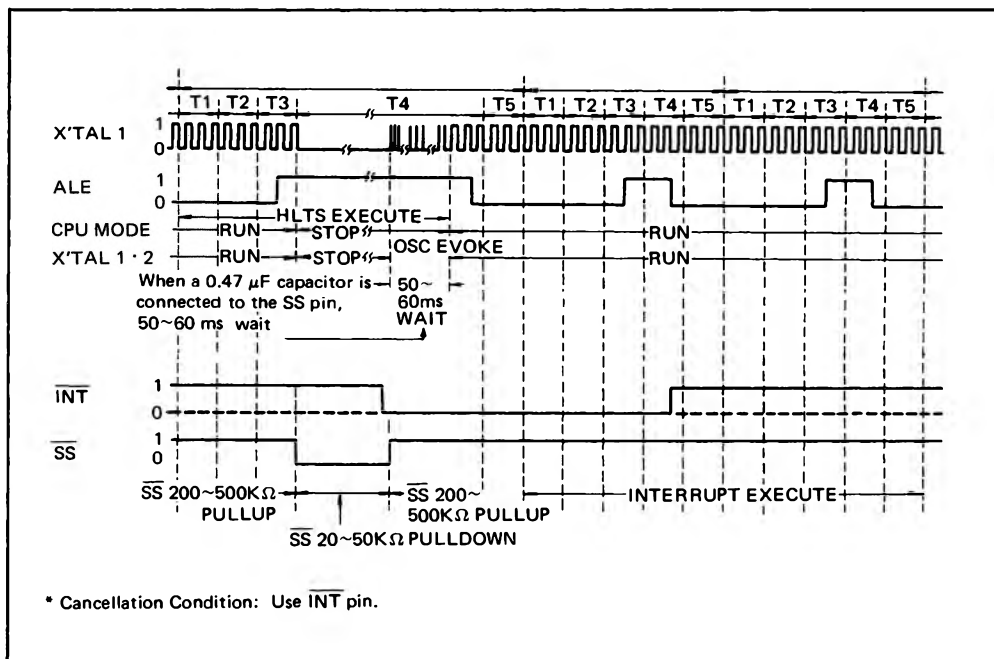 T1 T2 T3 T4 T5 T1 T2 T3 T4 T5 T1 T2 T3 T4 T5
X'TAL 1 1 0
ALE 1 0
HLTS EXECUTE
CPU MODE RUN STOP OSC EVOKE RUN
X'TAL 1 · 2 RUN STOP RUN
When a 0.47 μF capacitor is
connected to the SS pin,
50~60 ms wait
50~
60ms
WAIT
INT 1 0
SS 1 0
SS 200~500KΩ
PULLUP
SS 200~
500KΩ PULLUP
INTERRUPT EXECUTE
SS 20~50KΩ PULLDOWN
* Cancellation Condition: Use INT pin.